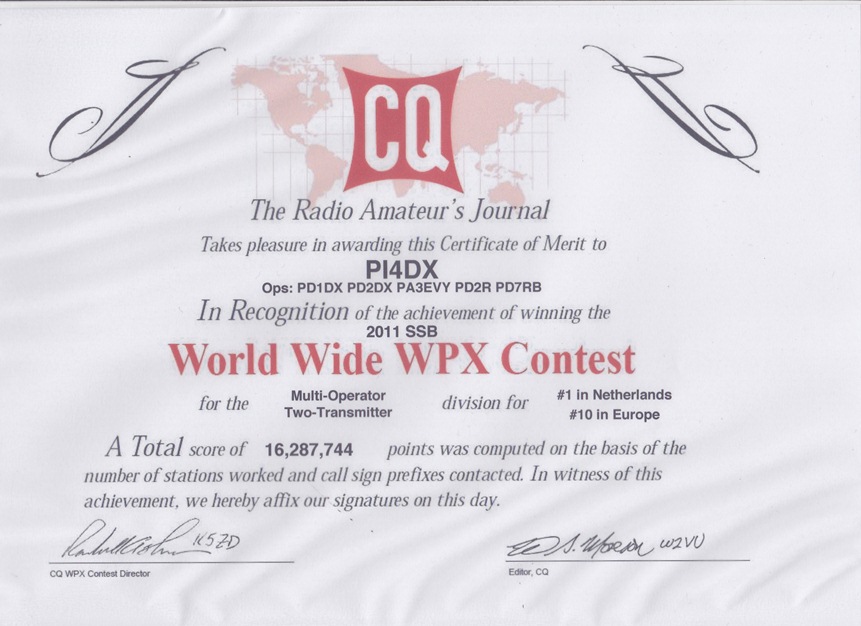 CQ
The Radio Amateur's Journal
Takes pleasure in awarding this Certificate of Merit to
PI4DX
Ops: PD1DX PD2DX PA3EVY PD2R PD7RB
In Recognition of the achievement of winning the
2011 SSB
World Wide WPX Contest
for the Multi-Operator Two-Transmitter division for #1 in Netherlands #10 in Europe
A Total score of 16,287,744 points was computed on the basis of the
number of stations worked and call sign prefixes contacted. In witness of this
achievement, we hereby affix our signatures on this day.
K5ZD
W2VU
CQ WPX Contest Director
Editor, CQ